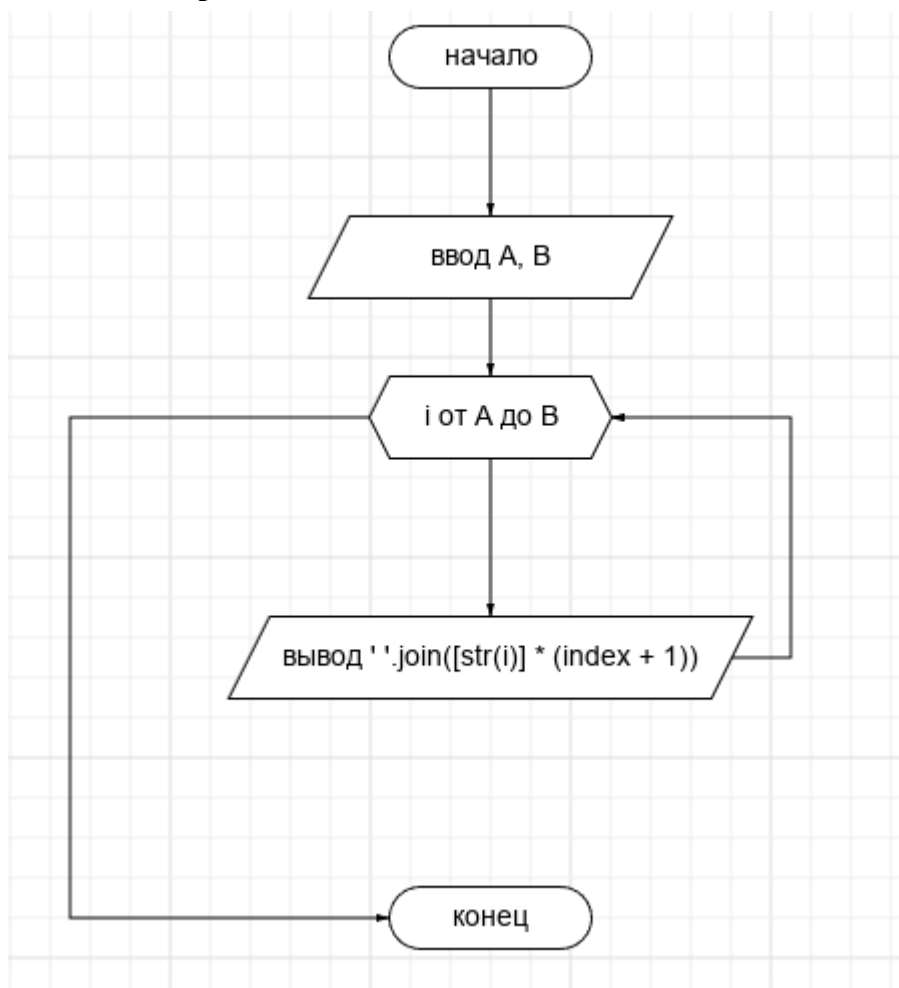 начало
ввод A, B
i от A до B
вывод ' '.join([str(i)] * (index + 1))
конец